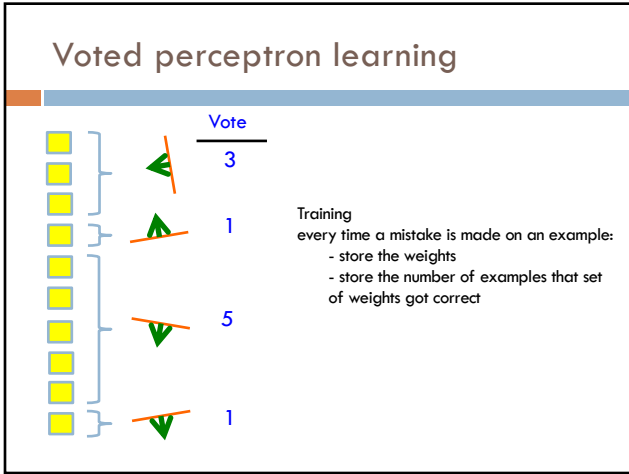 Voted perceptron learning
Vote
3
1
5
1
Training
every time a mistake is made on an example:
- store the weights
- store the number of examples that set
of weights got correct